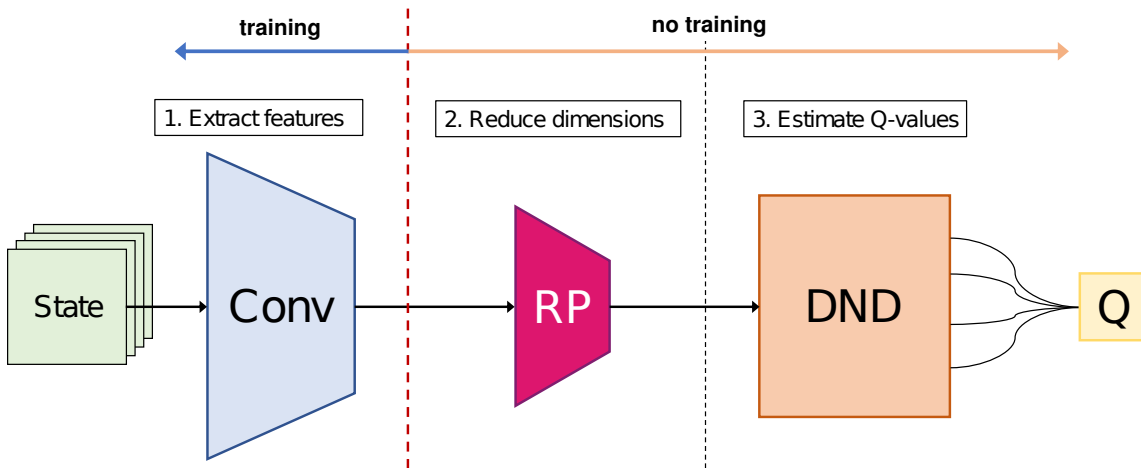 training
no training
1. Extract features
2. Reduce dimensions
3. Estimate Q-values
State
Conv
RP
DND
Q